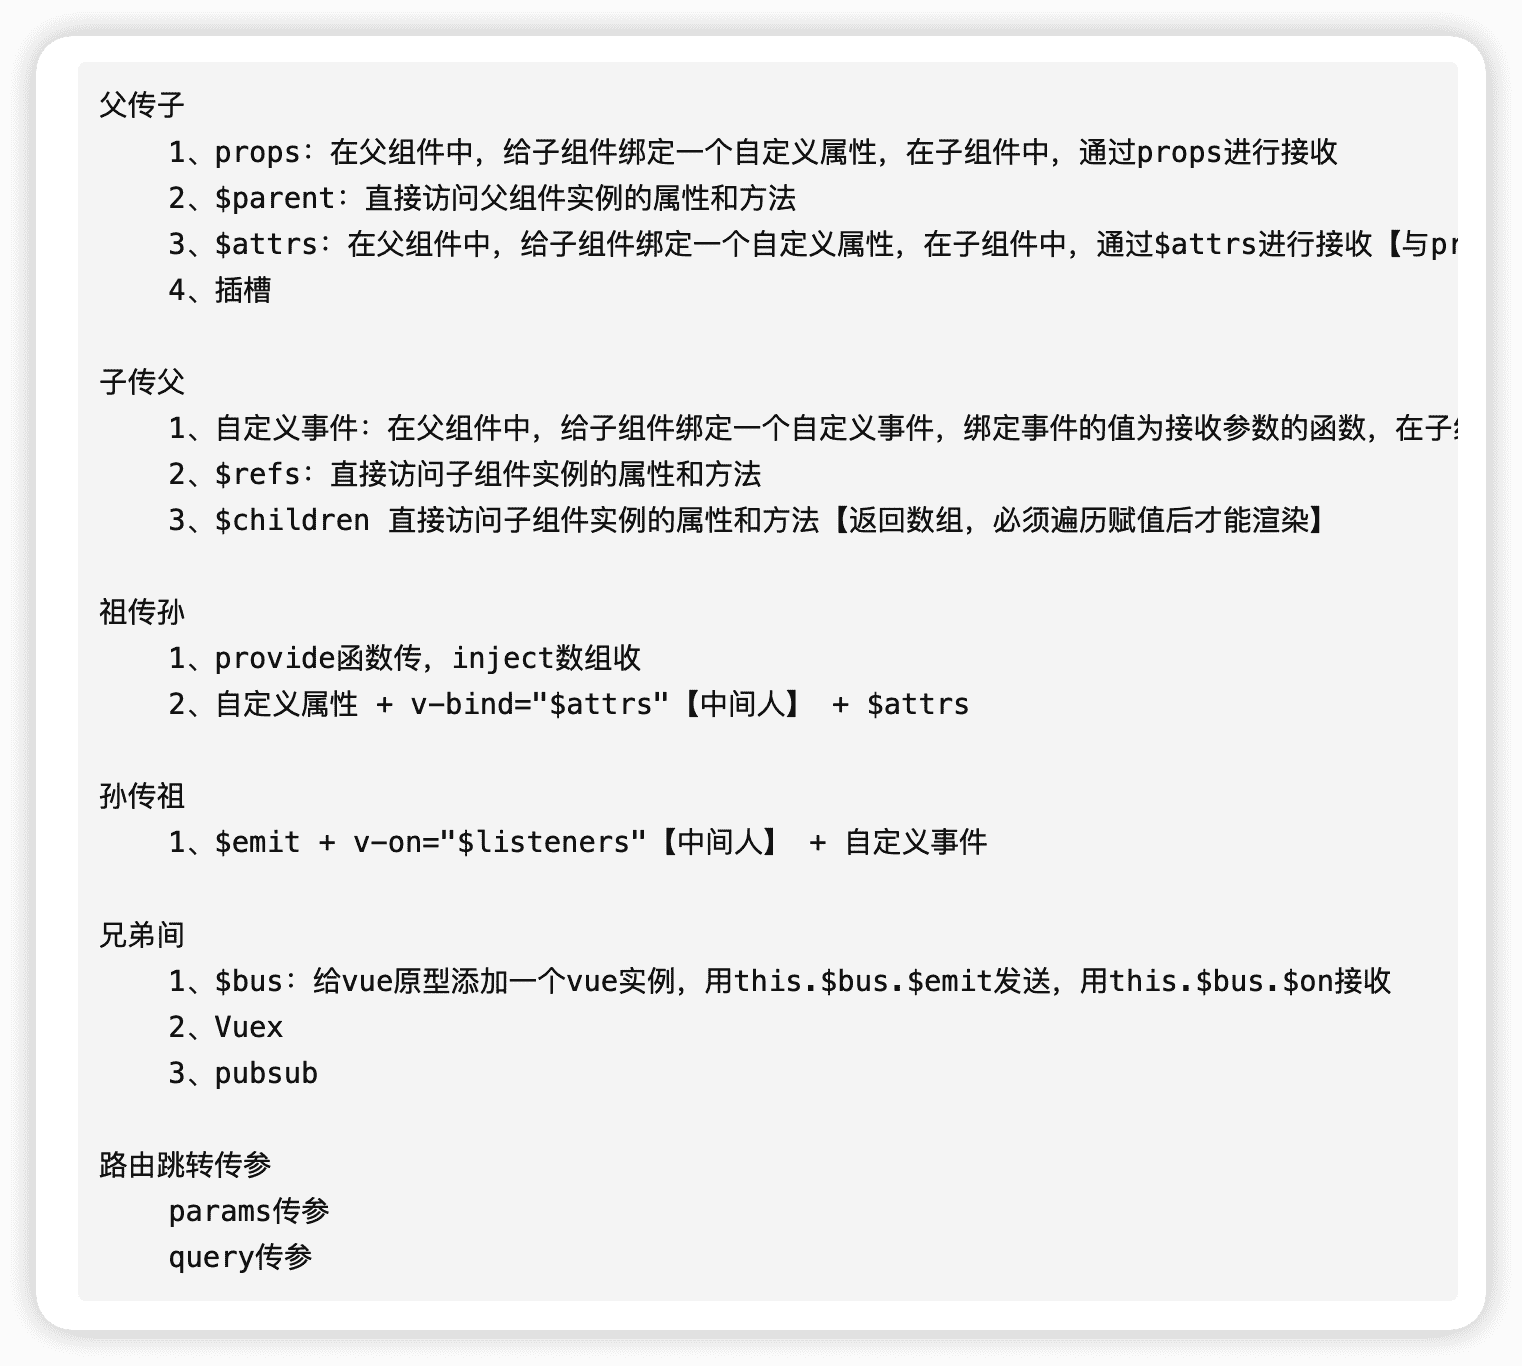 父传子
1、props：在父组件中，给子组件绑定一个自定义属性，在子组件中，通过props进行接收
2、$parent：直接访问父组件实例的属性和方法
3、$attrs：在父组件中，给子组件绑定一个自定义属性，在子组件中，通过$attrs进行接收【与pr
4、插槽
子传父
1、自定义事件：在父组件中，给子组件绑定一个自定义事件，绑定事件的值为接收参数的函数，在子
2、$refs：直接访问子组件实例的属性和方法
3、$children 直接访问子组件实例的属性和方法【返回数组，必须遍历赋值后才能渲染】
祖传孙
1、provide函数传，inject数组收
2、自定义属性 + v-bind="$attrs"【中间人】 + $attrs
孙传祖
1、$emit + v-on="$listeners"【中间人】 + 自定义事件
兄弟间
1、$bus：给vue原型添加一个vue实例，用this.$bus.$emit发送，用this.$bus.$on接收
2、Vuex
3、pubsub
路由跳转传参
params传参
query传参